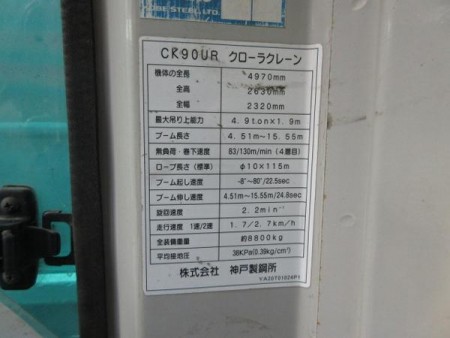 KOBE STEEL, LTD.
CK90UR クローラクレーン
機体の全長 4970mm
全高 2630mm
全幅 2320mm
最大吊り上能力 4.9ton×1.9m
ブーム長さ 4.51m~15.55m
無負荷・巻下速度 83/130m/min(4層目)
ロープ長さ(標準) φ10×115m
ブーム起し速度 -8°~80°/22.5sec
ブーム伸し速度 4.51m~15.55m/24.8sec
旋回速度 2.2min⁻
走行速度 1速/2速 1.7/2.7km/h
全装備重量 約8800kg
平均接地圧 38KPa(0.39kg/cm²)
株式会社 神戸製鋼所